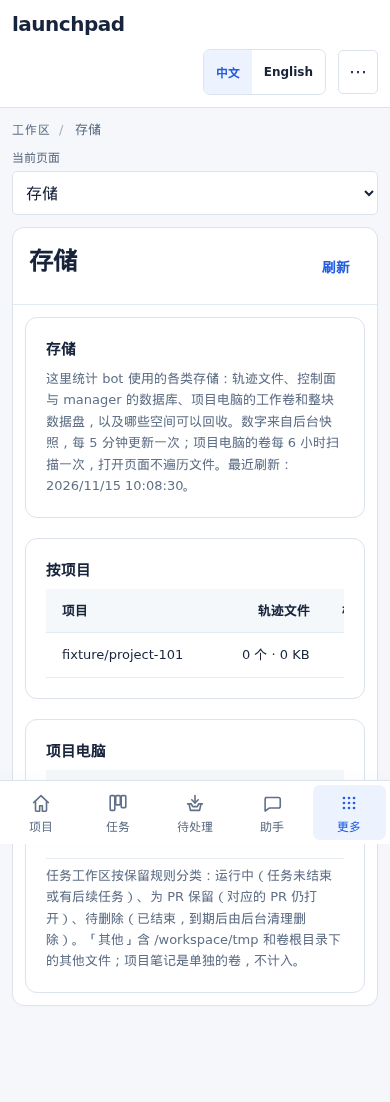 launchpad
中文 English ...
工作区 / 存储
当前页面
存储
存储 刷新
存储
这里统计 bot 使用的各类存储：轨迹文件、控制面
与 manager 的数据库、项目电脑的工作卷和整块
数据盘，以及哪些空间可以回收。数字来自后台快
照，每 5 分钟更新一次；项目电脑的卷每 6 小时扫
描一次，打开页面不遍历文件。最近刷新：
2026/11/15 10:08:30。
按项目
项目 轨迹文件
fixture/project-101 0 个 · 0 KB
项目电脑
项目 任务 待处理 助手 更多
任务工作区按保留规则分类：运行中（任务未结束
或有后续任务）、为 PR 保留（对应的 PR 仍打
开）、待删除（已结束，到期后由后台清理删
除）。「其他」含 /workspace/tmp 和卷根目录下
的其他文件；项目笔记是单独的卷，不计入。